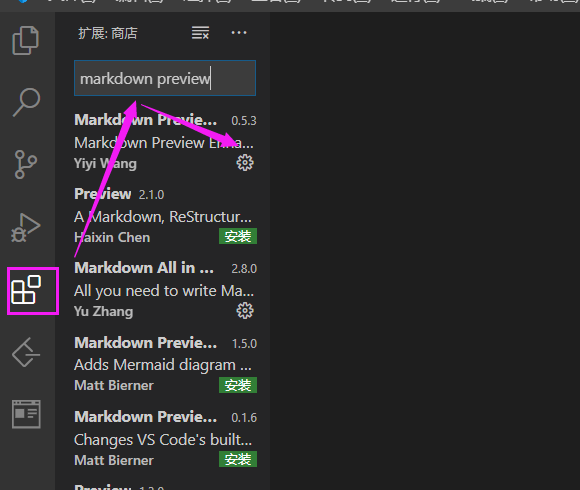 扩展: 商店
markdown preview
Markdown Previe... 0.5.3
Markdown Preview Enha...
Yiyi Wang
Preview 2.1.0
A Markdown, ReStructur...
Haixin Chen 安装
Markdown All in ... 2.8.0
All you need to write Ma...
Yu Zhang
Markdown Previe... 1.5.0
Adds Mermaid diagram ...
Matt Bierner 安装
Markdown Previe... 0.1.6
Changes VS Code's built...
Matt Bierner 安装